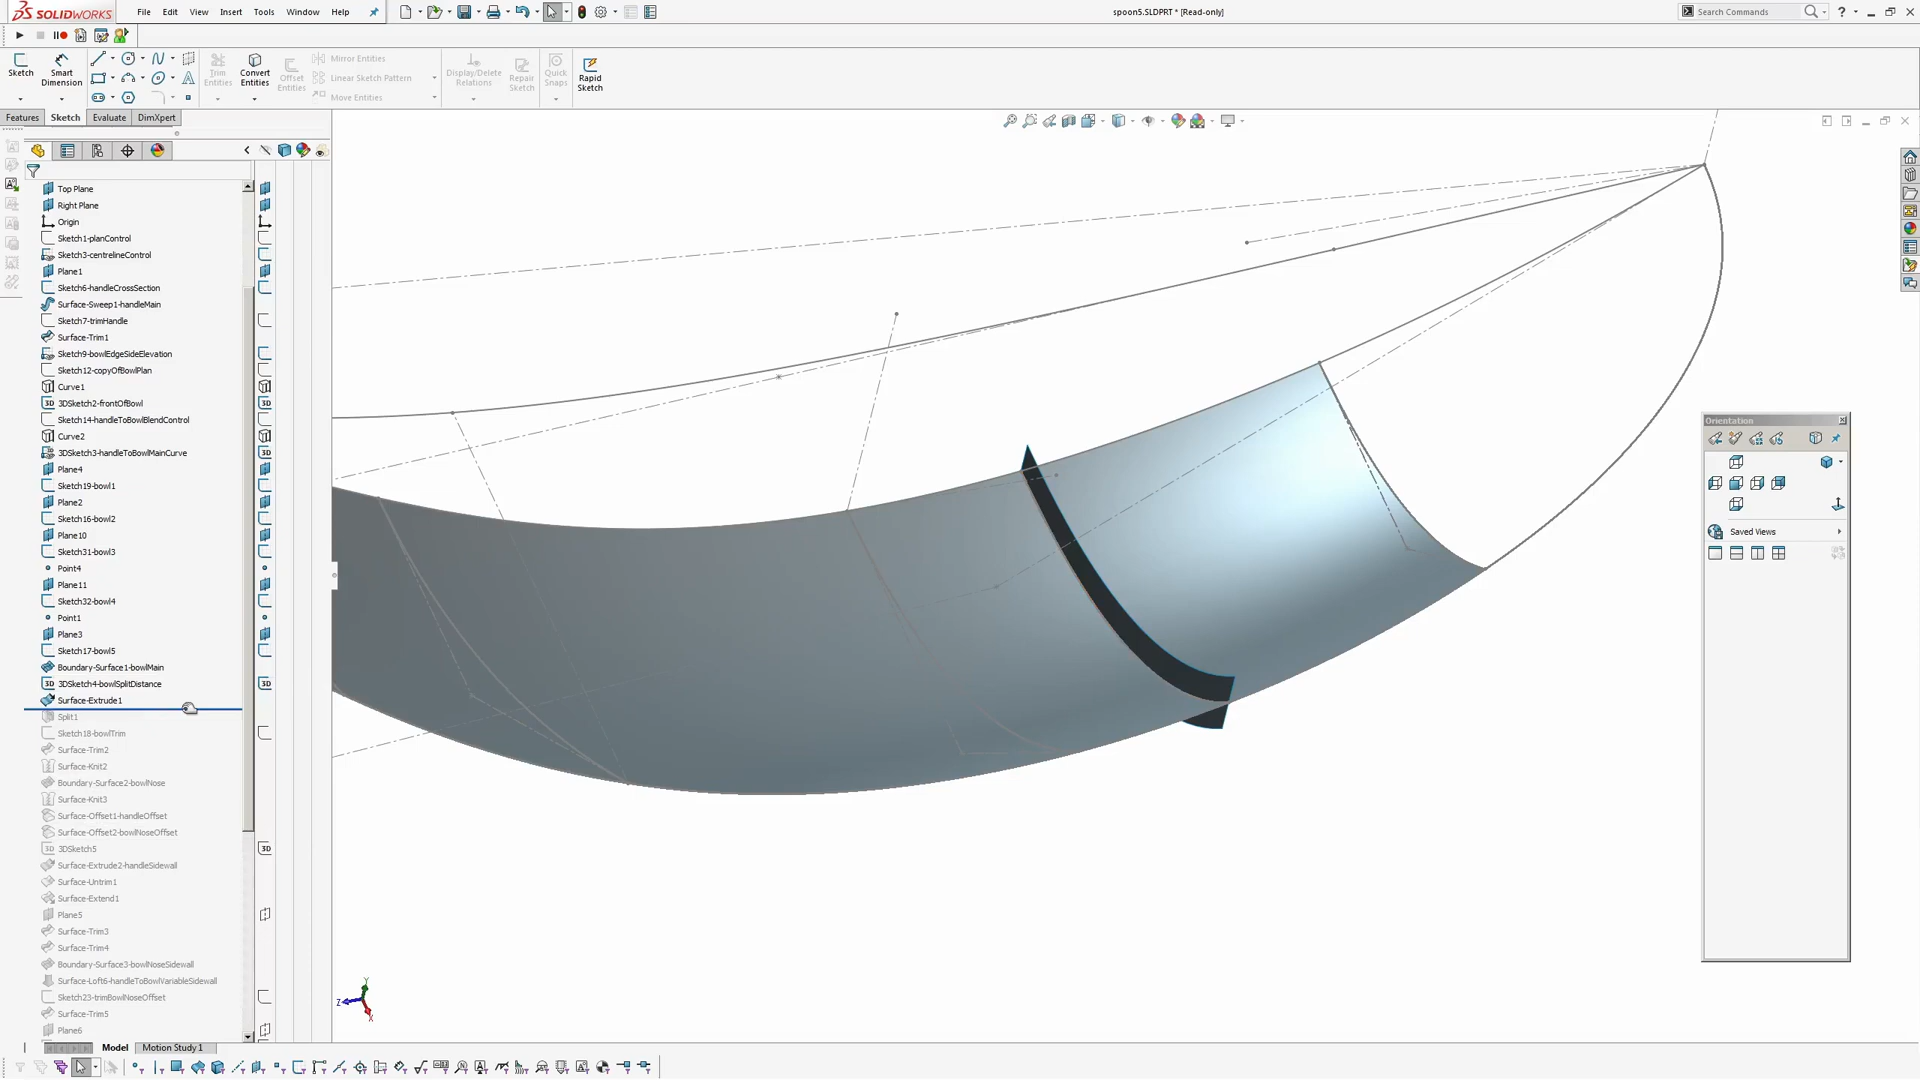 SOLIDWORKS
File Edit View Insert Tools Window Help
spoon5.SLDPRT * [Read-only]
Search Commands
Sketch
Smart Dimension
Trim Entities
Convert Entities
Offset Entities
Mirror Entities
Linear Sketch Pattern
Move Entities
Display/Delete Relations
Repair Sketch
Quick Snaps
Rapid Sketch
Features Sketch Evaluate DimXpert
Top Plane
Right Plane
Origin
Sketch1-planControl
Sketch3-centrelineControl
Plane1
Sketch6-handleCrossSection
Surface-Sweep1-handleMain
Sketch7-trimHandle
Surface-Trim1
Sketch9-bowlEdgeSideElevation
Sketch12-copyOfBowlPlan
Curve1
3DSketch2-frontOfBowl
Sketch14-handleToBowlBlendControl
Curve2
3DSketch3-handleToBowlMainCurve
Plane4
Sketch19-bowl1
Plane2
Sketch16-bowl2
Plane10
Sketch31-bowl3
Point4
Plane11
Sketch32-bowl4
Point1
Plane3
Sketch17-bowl5
Boundary-Surface1-bowlMain
3DSketch4-bowlSplitDistance
Surface-Extrude1
Split1
Sketch18-bowlTrim
Surface-Trim2
Surface-Knit2
Boundary-Surface2-bowlNose
Surface-Knit3
Surface-Offset1-handleOffset
Surface-Offset2-bowlNoseOffset
3DSketch5
Surface-Extrude2-handleSidewall
Surface-Untrim1
Surface-Extend1
Plane5
Surface-Trim3
Surface-Trim4
Boundary-Surface3-bowlNoseSidewall
Surface-Loft6-handleToBowlVariableSidewall
Sketch23-trimBowlNoseOffset
Surface-Trim5
Plane6
Orientation
Saved Views
Y
Z
X
Model Motion Study 1